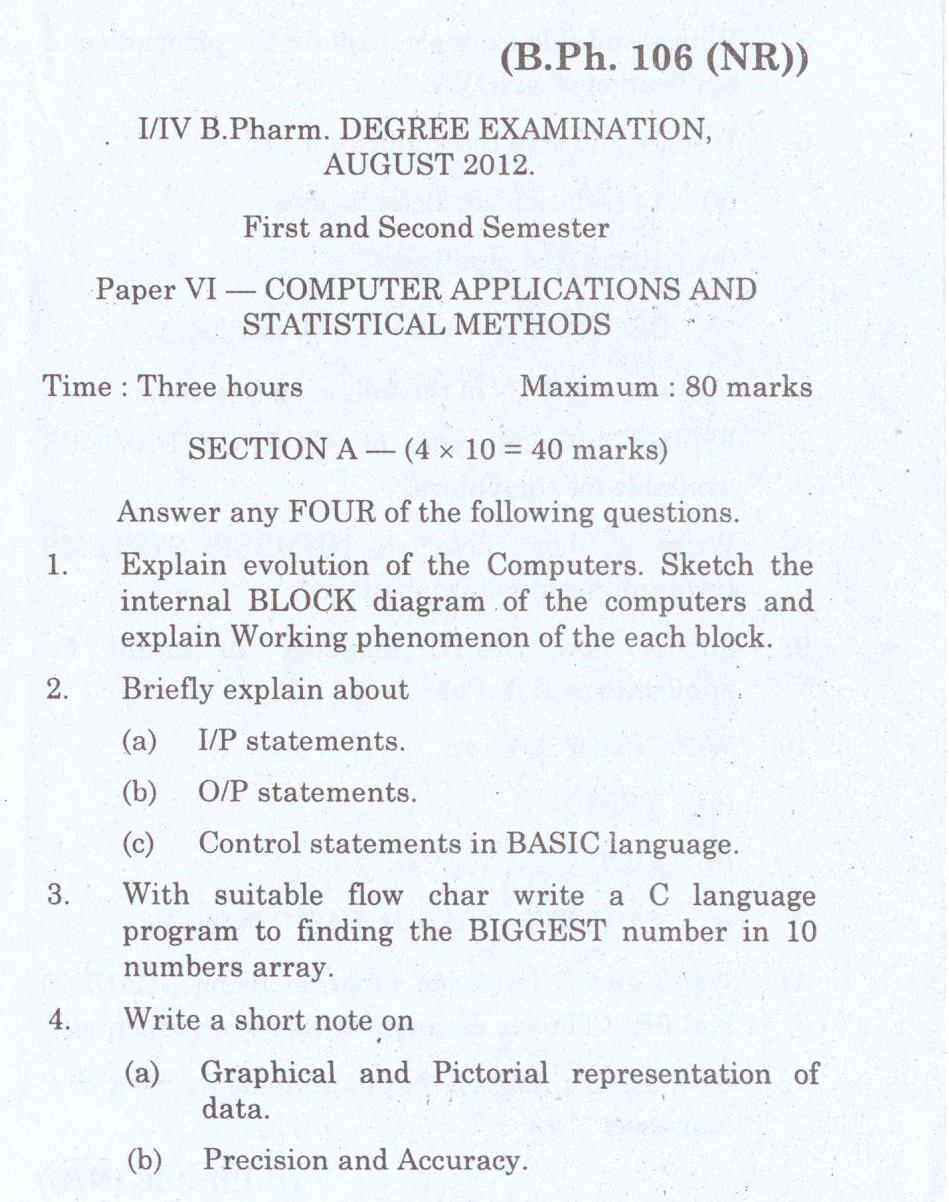 (B.Ph. 106 (NR))
I/IV B.Pharm. DEGREE EXAMINATION,
AUGUST 2012.
First and Second Semester
Paper VI — COMPUTER APPLICATIONS AND
STATISTICAL METHODS
Time : Three hours Maximum : 80 marks
SECTION A — (4 × 10 = 40 marks)
Answer any FOUR of the following questions.
1. Explain evolution of the Computers. Sketch the
internal BLOCK diagram of the computers and
explain Working phenomenon of the each block.
2. Briefly explain about
(a) I/P statements.
(b) O/P statements.
(c) Control statements in BASIC language.
3. With suitable flow char write a C language
program to finding the BIGGEST number in 10
numbers array.
4. Write a short note on
(a) Graphical and Pictorial representation of
data.
(b) Precision and Accuracy.